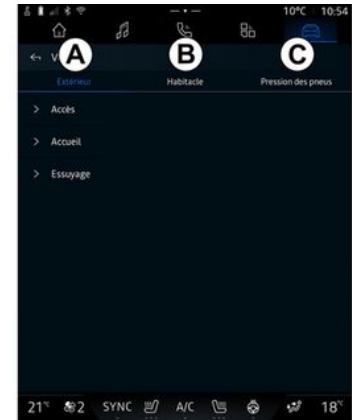 10°C 10:54
A B C
V
Extérieur Habitacle Pression des pneus
Accès
Accueil
Essuyage
21°C 2 SYNC A/C 18°